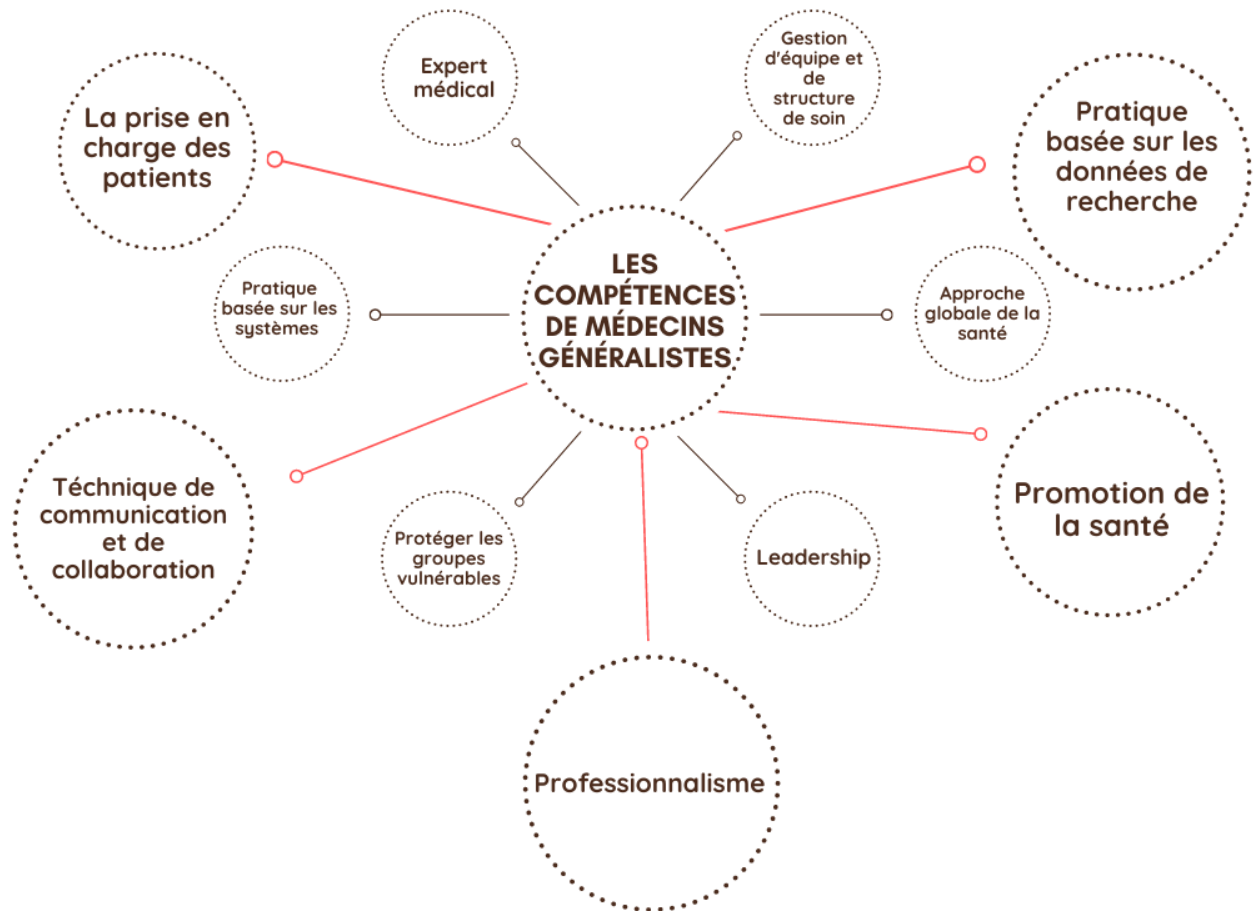 Expert
médical
Gestion
d'équipe et
de
structure
de soin
La prise en
charge des
patients
Pratique
basée sur les
données de
recherche
LES
COMPÉTENCES
DE MÉDECINS
GÉNÉRALISTES
Pratique
basée sur les
systèmes
Approche
globale de la
santé
Téchnique de
communication
et de
collaboration
Promotion de
la santé
Protéger les
groupes
vulnérables
Leadership
Professionnalisme